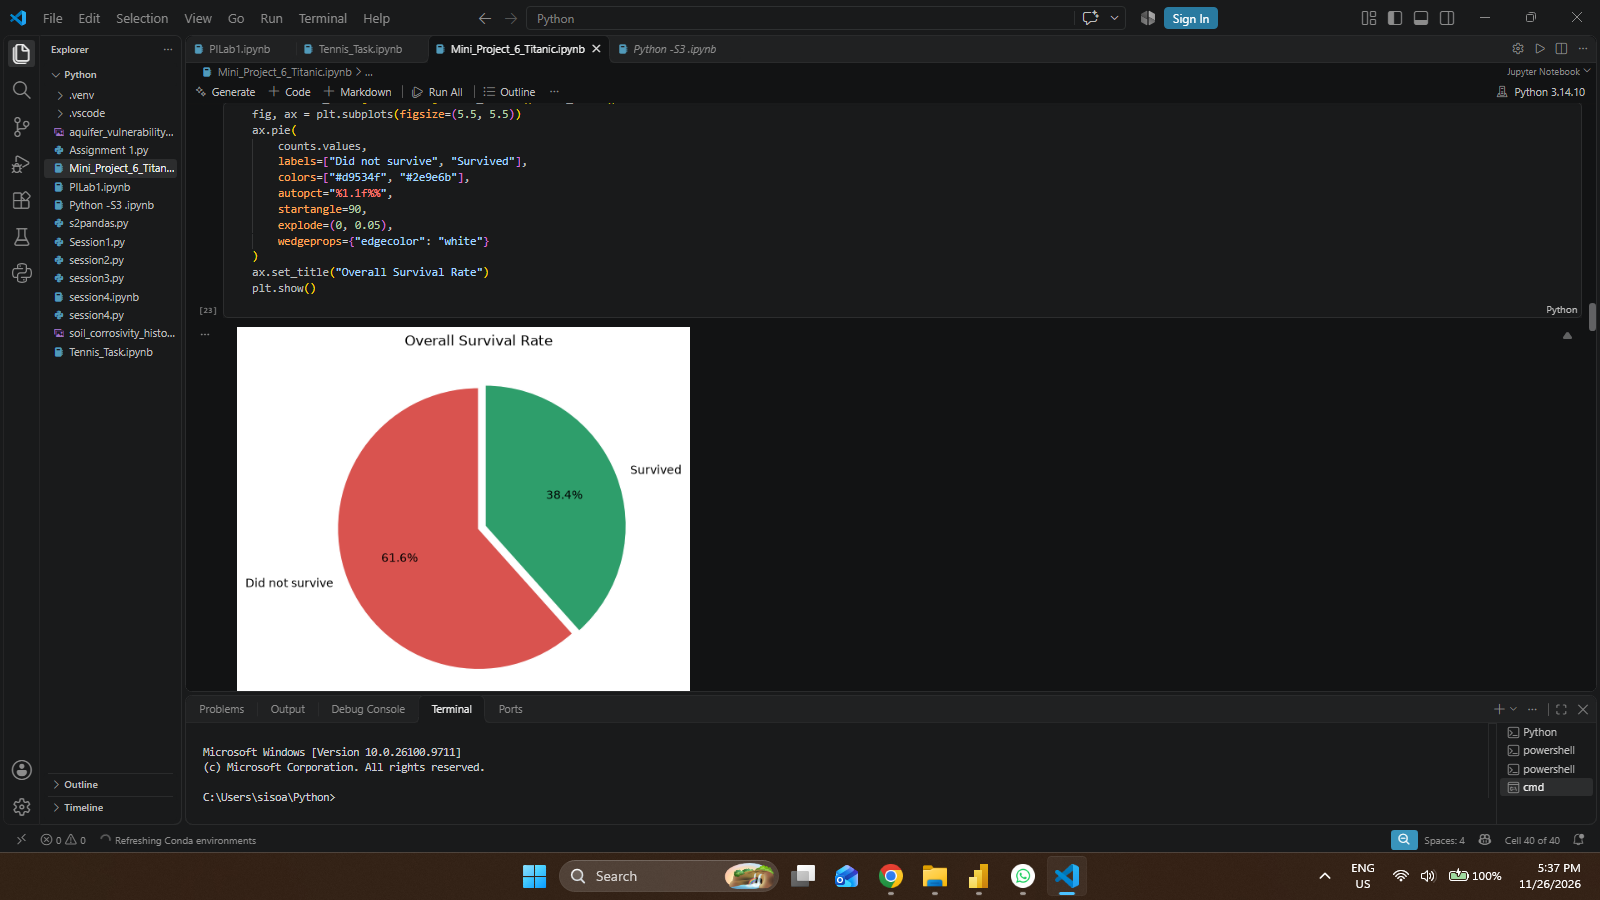 File Edit Selection View Go Run Terminal Help
Python
Sign In
Explorer
PILab1.ipynb
Tennis_Task.ipynb
Mini_Project_6_Titanic.ipynb
Python -S3 .ipynb
Python
.venv
.vscode
aquifer_vulnerability...
Assignment 1.py
Mini_Project_6_Titan...
PILab1.ipynb
Python -S3 .ipynb
s2pandas.py
Session1.py
session2.py
session3.py
session4.ipynb
session4.py
soil_corrosivity_histo...
Tennis_Task.ipynb
Outline
Timeline
Mini_Project_6_Titanic.ipynb > ...
Jupyter Notebook
Generate + Code + Markdown Run All Outline ...
Python 3.14.10
fig, ax = plt.subplots(figsize=(5.5, 5.5))
ax.pie(
counts.values,
labels=["Did not survive", "Survived"],
colors=["#d9534f", "#2e9e6b"],
autopct="%1.1f%%",
startangle=90,
explode=(0, 0.05),
wedgeprops={"edgecolor": "white"}
)
ax.set_title("Overall Survival Rate")
plt.show()
[23]
Python
Overall Survival Rate
Survived
38.4%
61.6%
Did not survive
Problems Output Debug Console Terminal Ports
Microsoft Windows [Version 10.0.26100.9711]
(c) Microsoft Corporation. All rights reserved.
C:\Users\sisoa\Python>
Python
powershell
powershell
cmd
0 0 Refreshing Conda environments
Spaces: 4 Cell 40 of 40
Search
ENG
US
100%
5:37 PM
11/26/2026